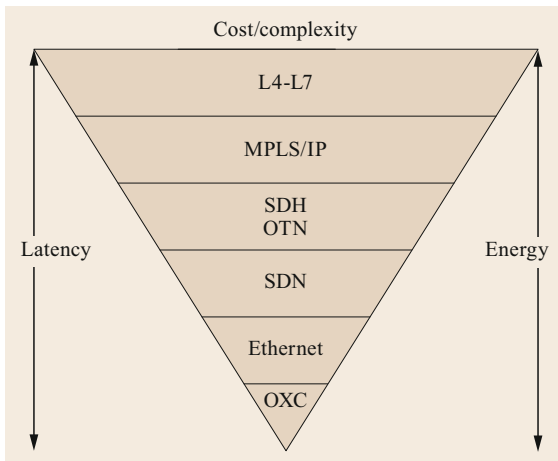 Cost/complexity
L4-L7
MPLS/IP
SDH
OTN
Latency
Energy
SDN
Ethernet
OXC